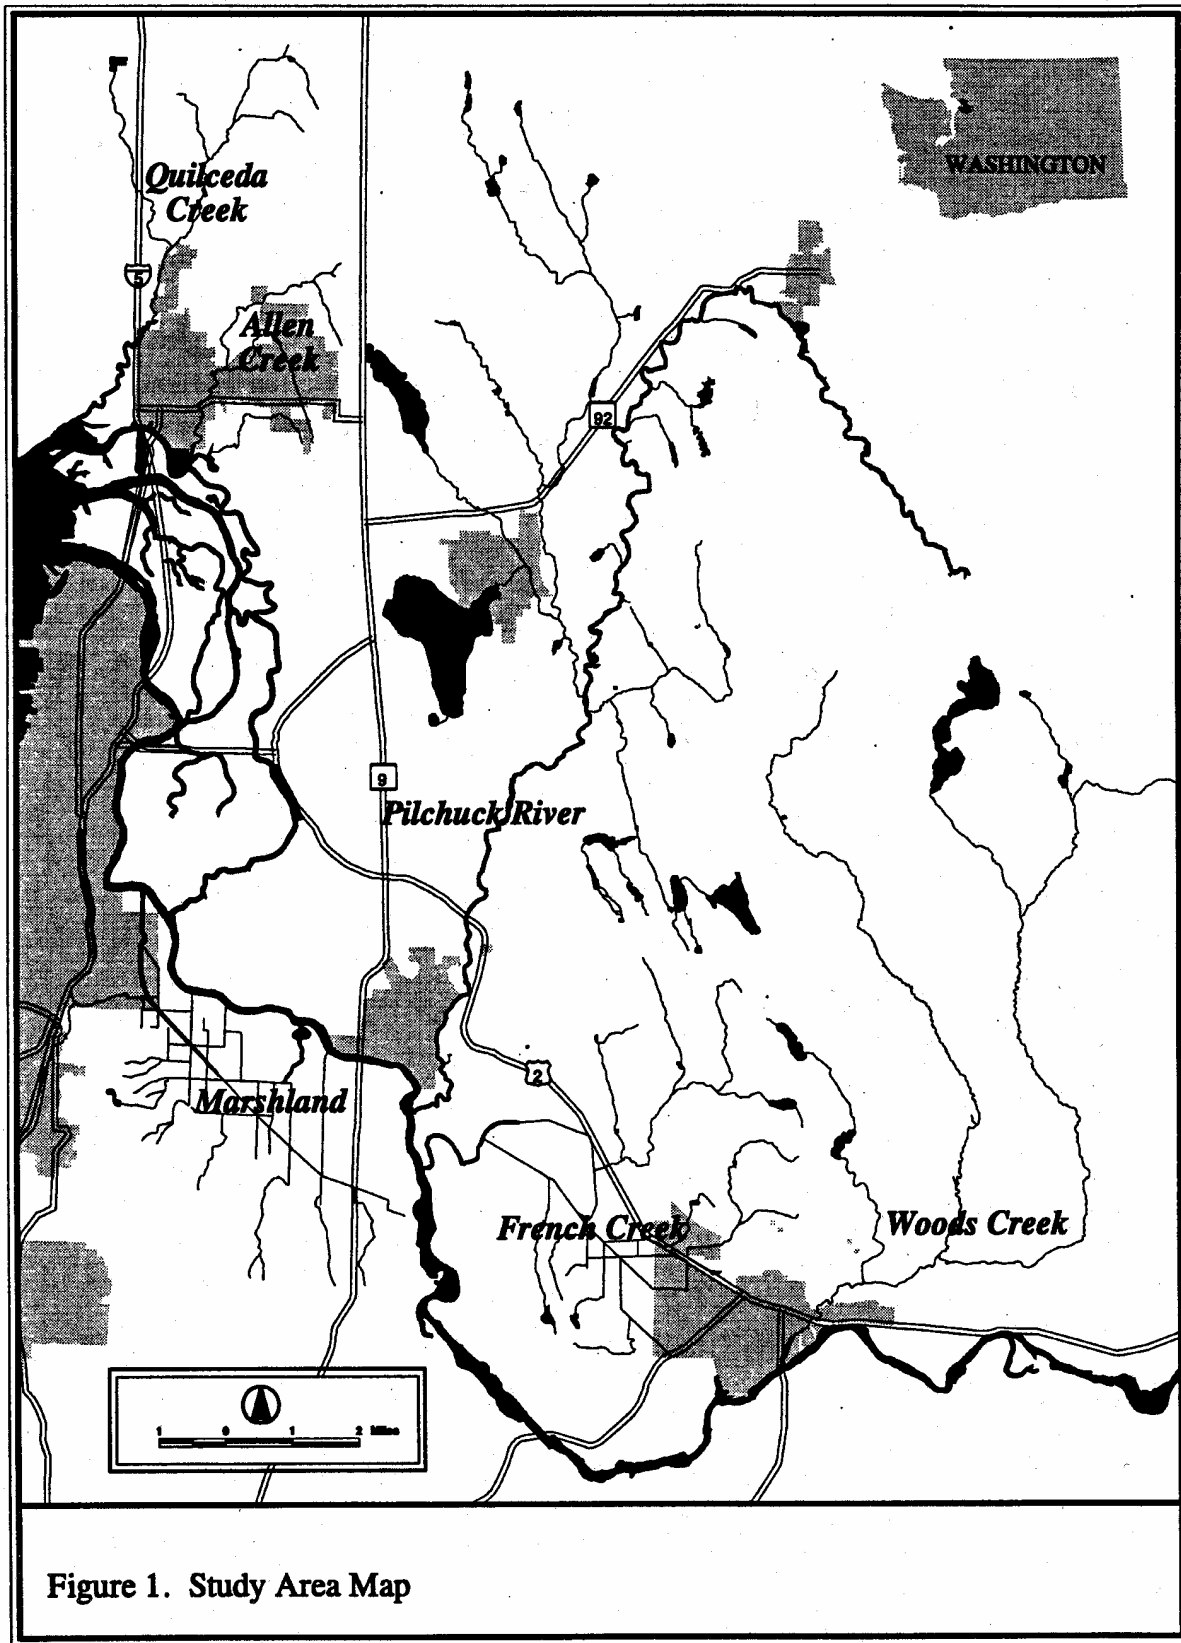 WASHINGTON
Quilceda
Creek
5
Allen
Creek
92
9
Pilchuck River
2
Marshland
French Creek
Woods Creek
1 0 1 2 Miles
Figure 1. Study Area Map